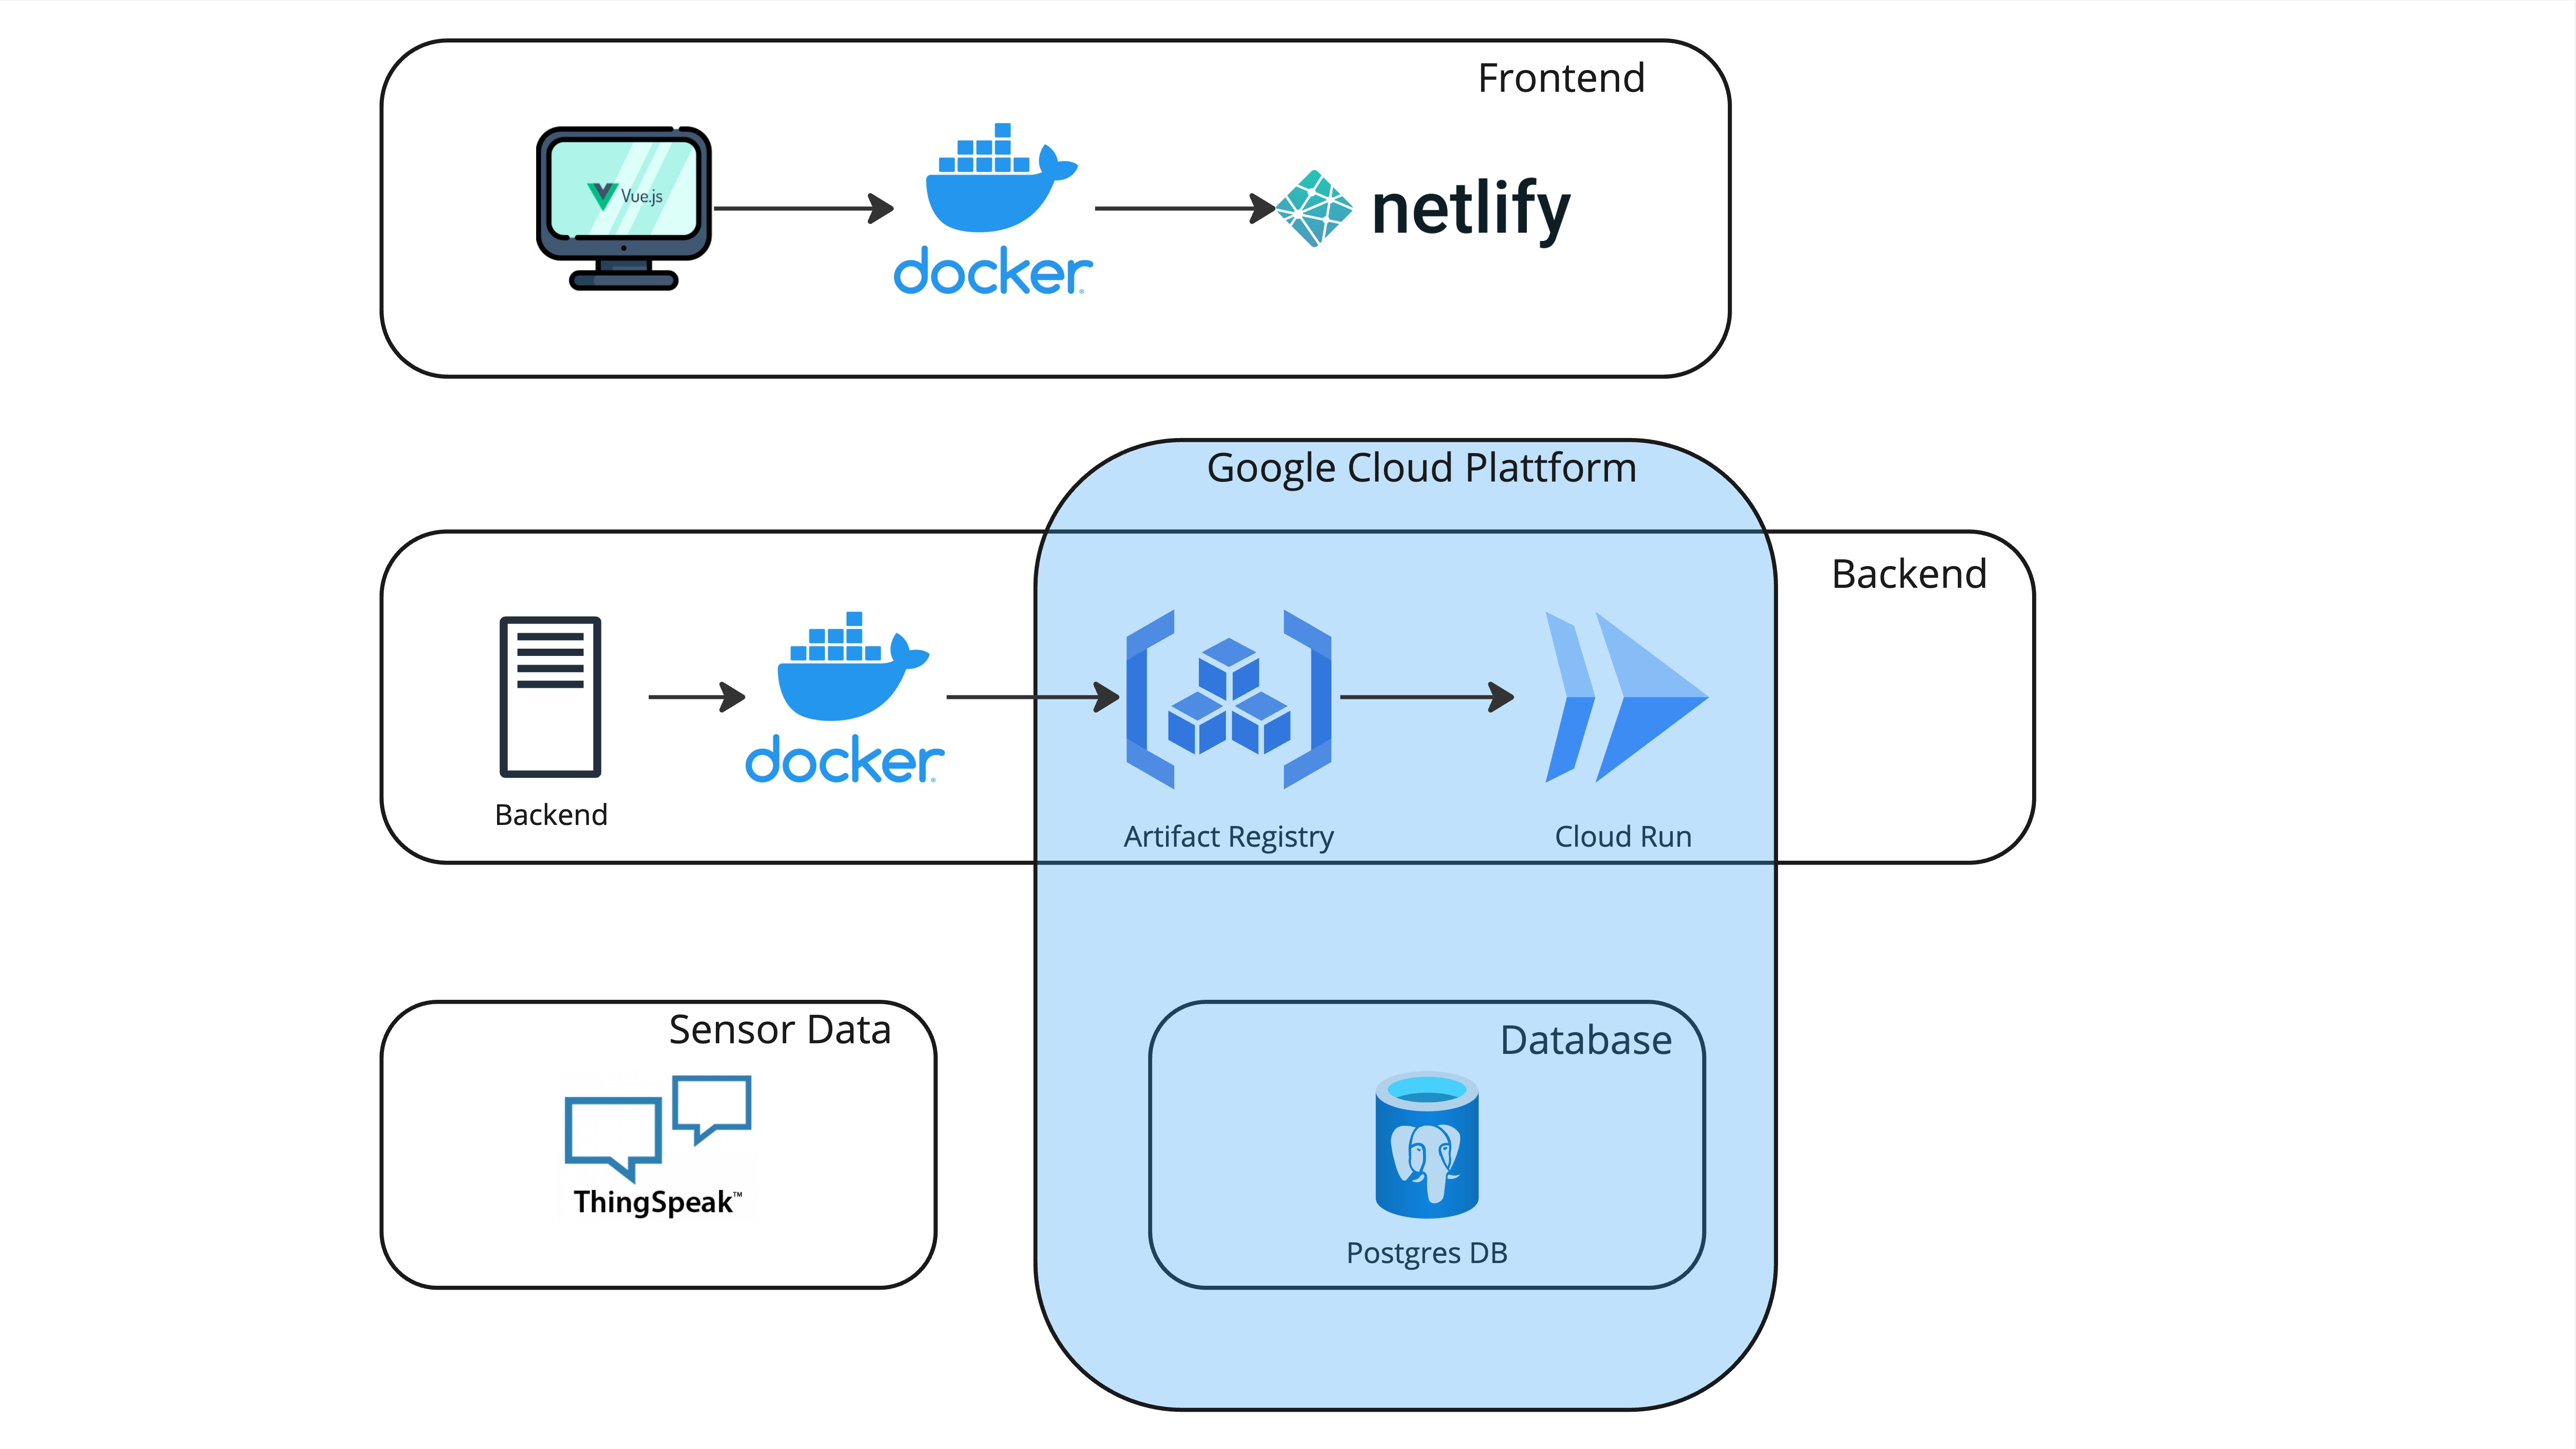 Frontend
Vue.js
docker
netlify
Google Cloud Plattform
Backend
docker
Backend
Artifact Registry
Cloud Run
Sensor Data
ThingSpeak™
Database
Postgres DB